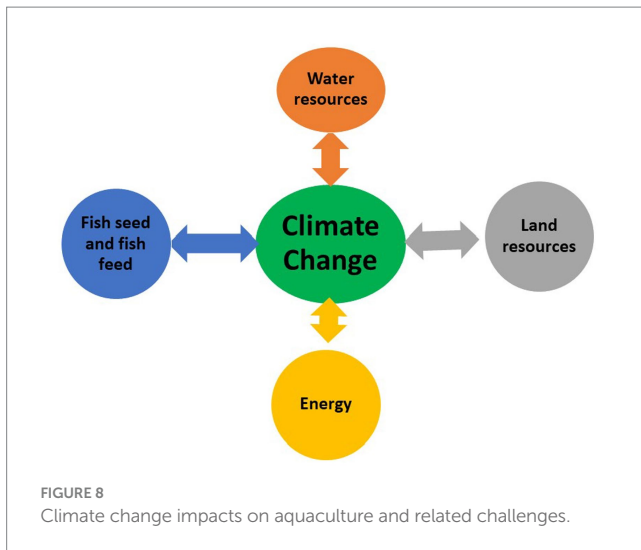 Water
resources
Fish seed
and fish
feed
Climate
Change
Land
resources
Energy
FIGURE 8
Climate change impacts on aquaculture and related challenges.